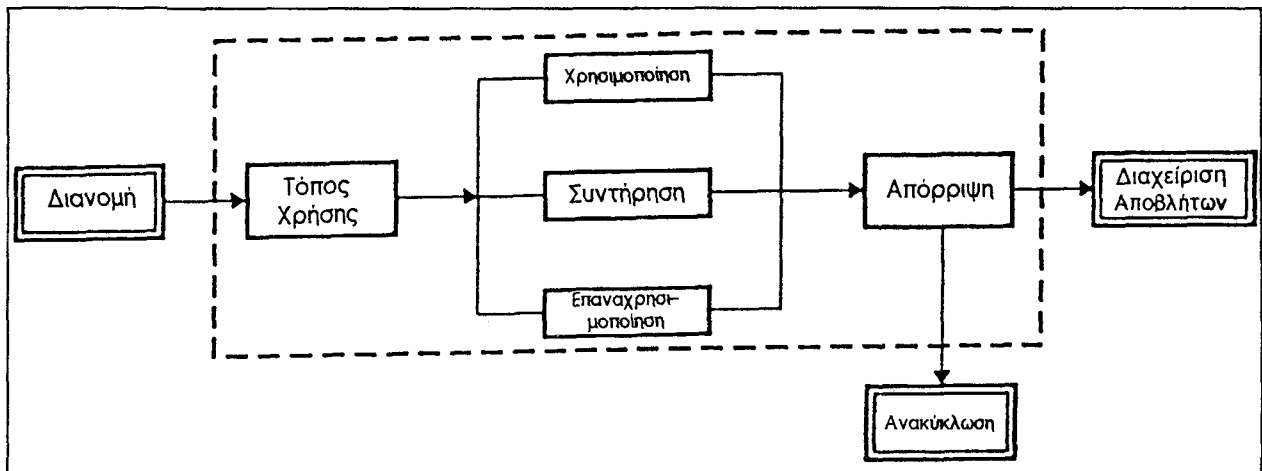 Χρησιμοποίηση
Διανομή
Τόπος
Χρήσης
Συντήρηση
Απόρριψη
Διαχείριση
Αποβλήτων
Επαναχρησι-
μοποίηση
Ανακύκλωση